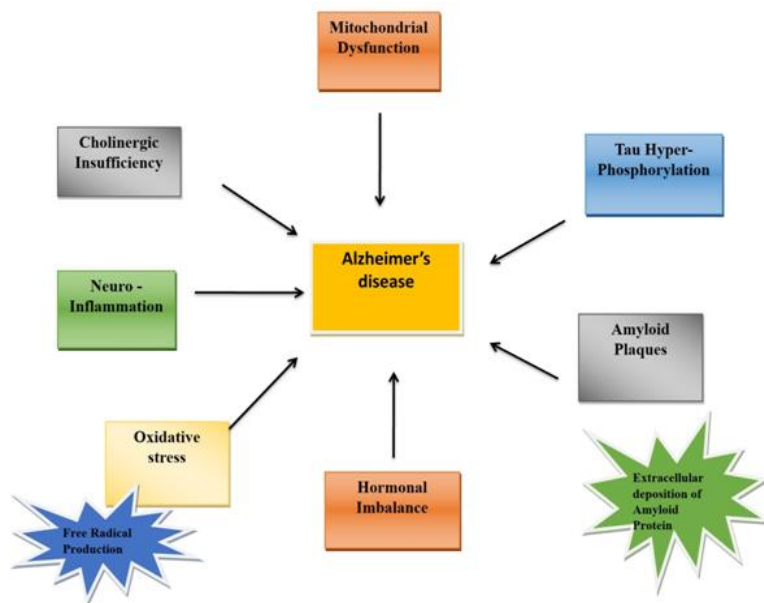 Mitochondrial
Dysfunction
Cholinergic
Insufficiency
Tau Hyper-
Phosphorylation
Alzheimer's
disease
Neuro -
Inflammation
Amyloid
Plaques
Oxidative
stress
Hormonal
Imbalance
Extracellular
deposition of
Amyloid
Protein
Free Radical
Production